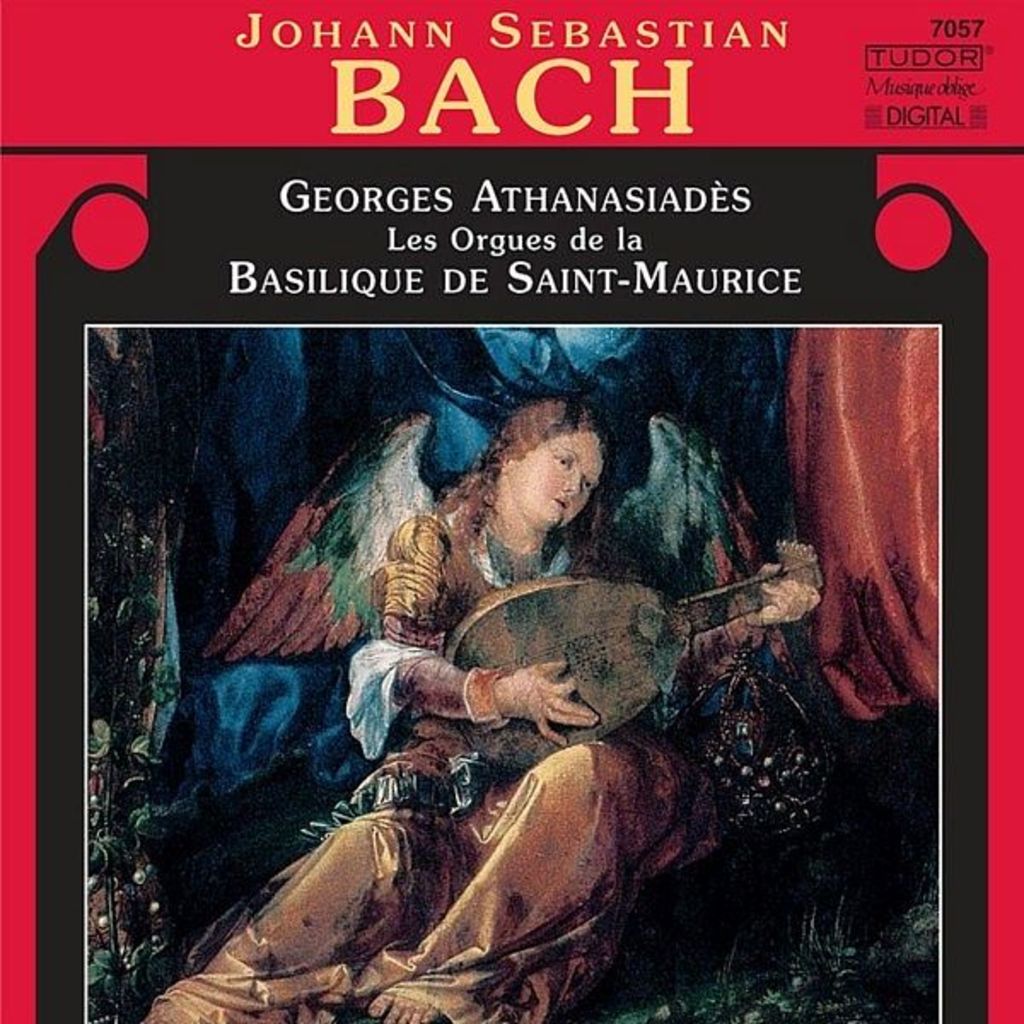 JOHANN SEBASTIAN
BACH
7057
TUDOR®
Musique oblige
DIGITAL
GEORGES ATHANASIADÈS
Les Orgues de la
BASILIQUE DE SAINT-MAURICE